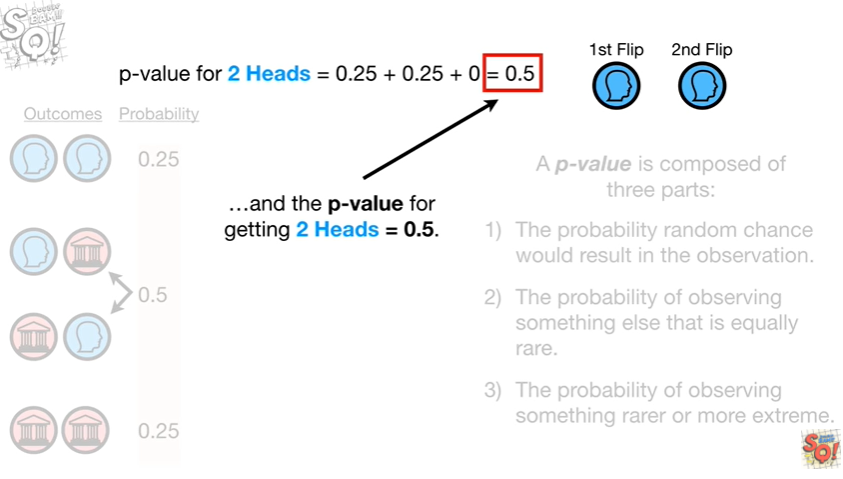 p-value for 2 Heads = 0.25 + 0.25 + 0 = 0.5
1st Flip 2nd Flip
Outcomes Probability
0.25
0.5
0.25
…and the p-value for
getting 2 Heads = 0.5.
A p-value is composed of
three parts:
1) The probability random chance
would result in the observation.
2) The probability of observing
something else that is equally
rare.
3) The probability of observing
something rarer or more extreme.
SQ!